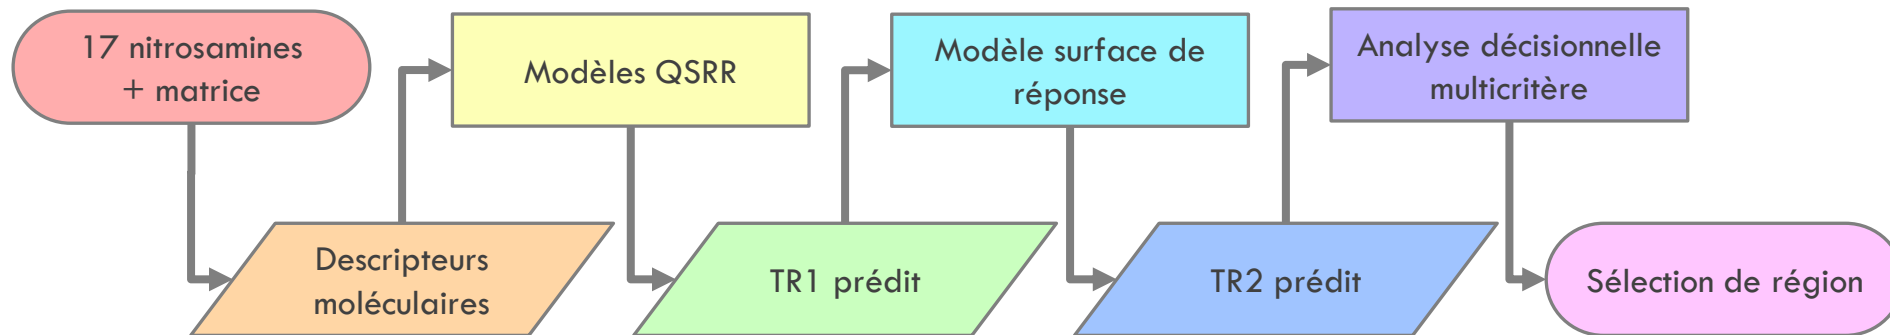 17 nitrosamines
+ matrice
Descripteurs
moléculaires
Modèles QSRR
TR1 prédit
Modèle surface de
réponse
TR2 prédit
Analyse décisionnelle
multicritère
Sélection de région